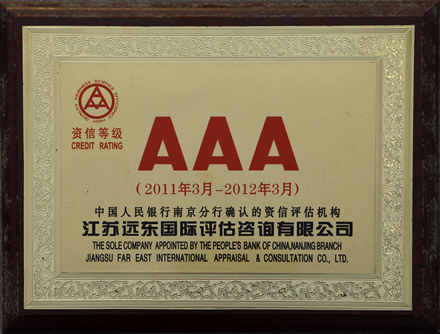 资信等级
CREDIT RATING
AAA
(2011年3月-2012年3月)
中国人民银行南京分行确认的资信评估机构
江苏远东国际评估咨询有限公司
THE SOLE COMPANY APPOINTED BY THE PEOPLE'S BANK OF CHINA,NANJING BRANCH
JIANGSU FAR EAST INTERNATIONAL APPRAISAL & CONSULTATION CO., LTD.